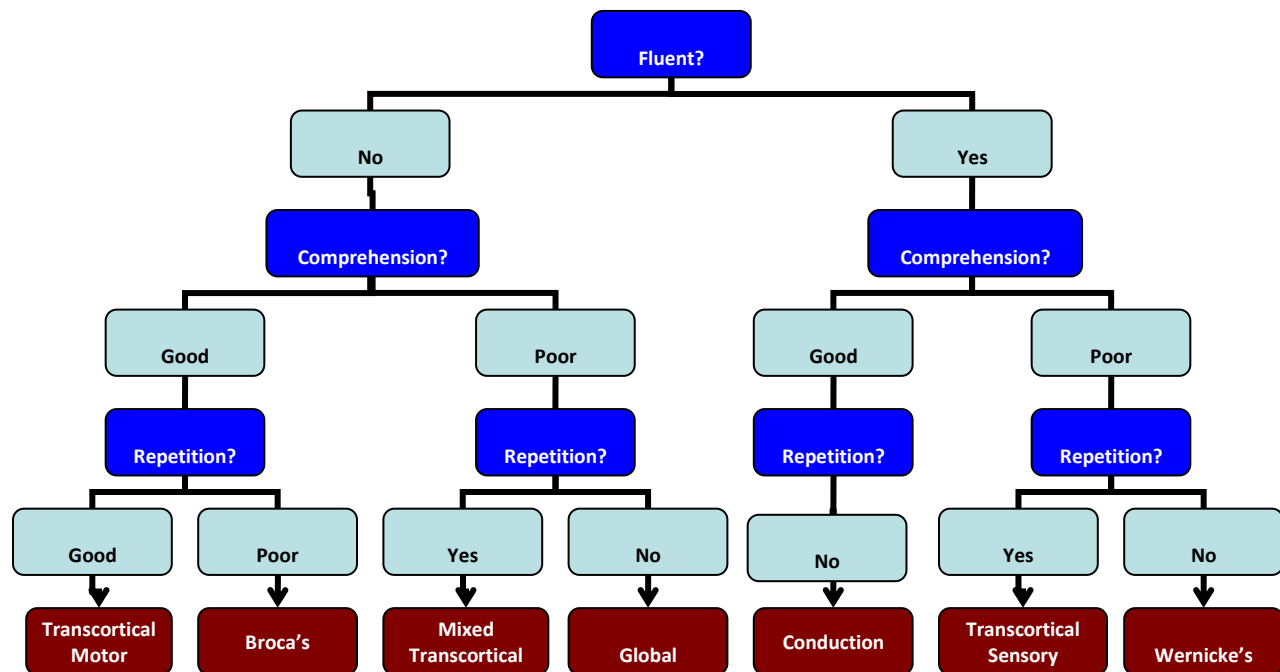 Fluent?
No
Yes
Comprehension?
Comprehension?
Good
Poor
Good
Poor
Repetition?
Repetition?
Repetition?
Repetition?
Good
Poor
Yes
No
No
Yes
No
Transcortical
Motor
Broca’s
Mixed
Transcortical
Global
Conduction
Transcortical
Sensory
Wernicke’s